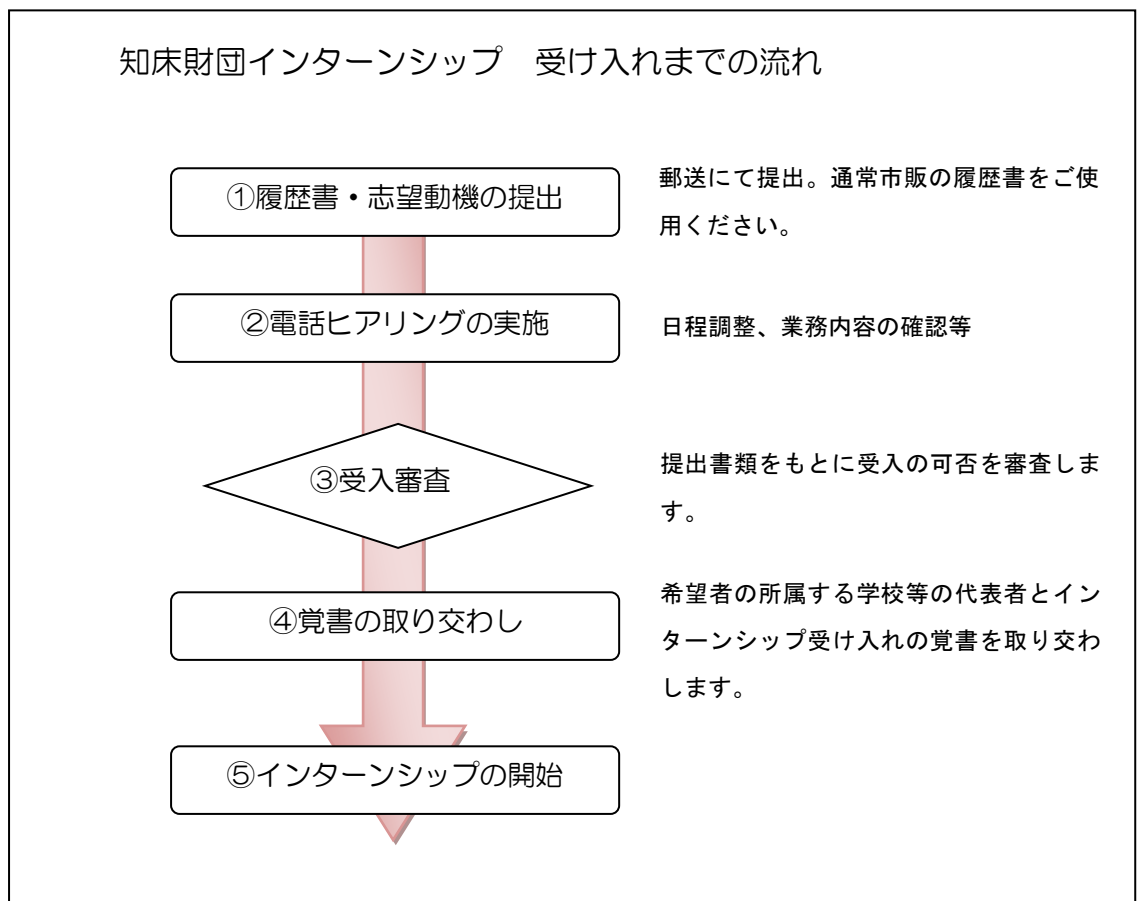 知床財団インターンシップ　受け入れまでの流れ
①履歴書・志望動機の提出
郵送にて提出。通常市販の履歴書をご使
用ください。
②電話ヒアリングの実施
日程調整、業務内容の確認等
③受入審査
提出書類をもとに受入の可否を審査しま
す。
④覚書の取り交わし
希望者の所属する学校等の代表者とイン
ターンシップ受け入れの覚書を取り交わ
します。
⑤インターンシップの開始